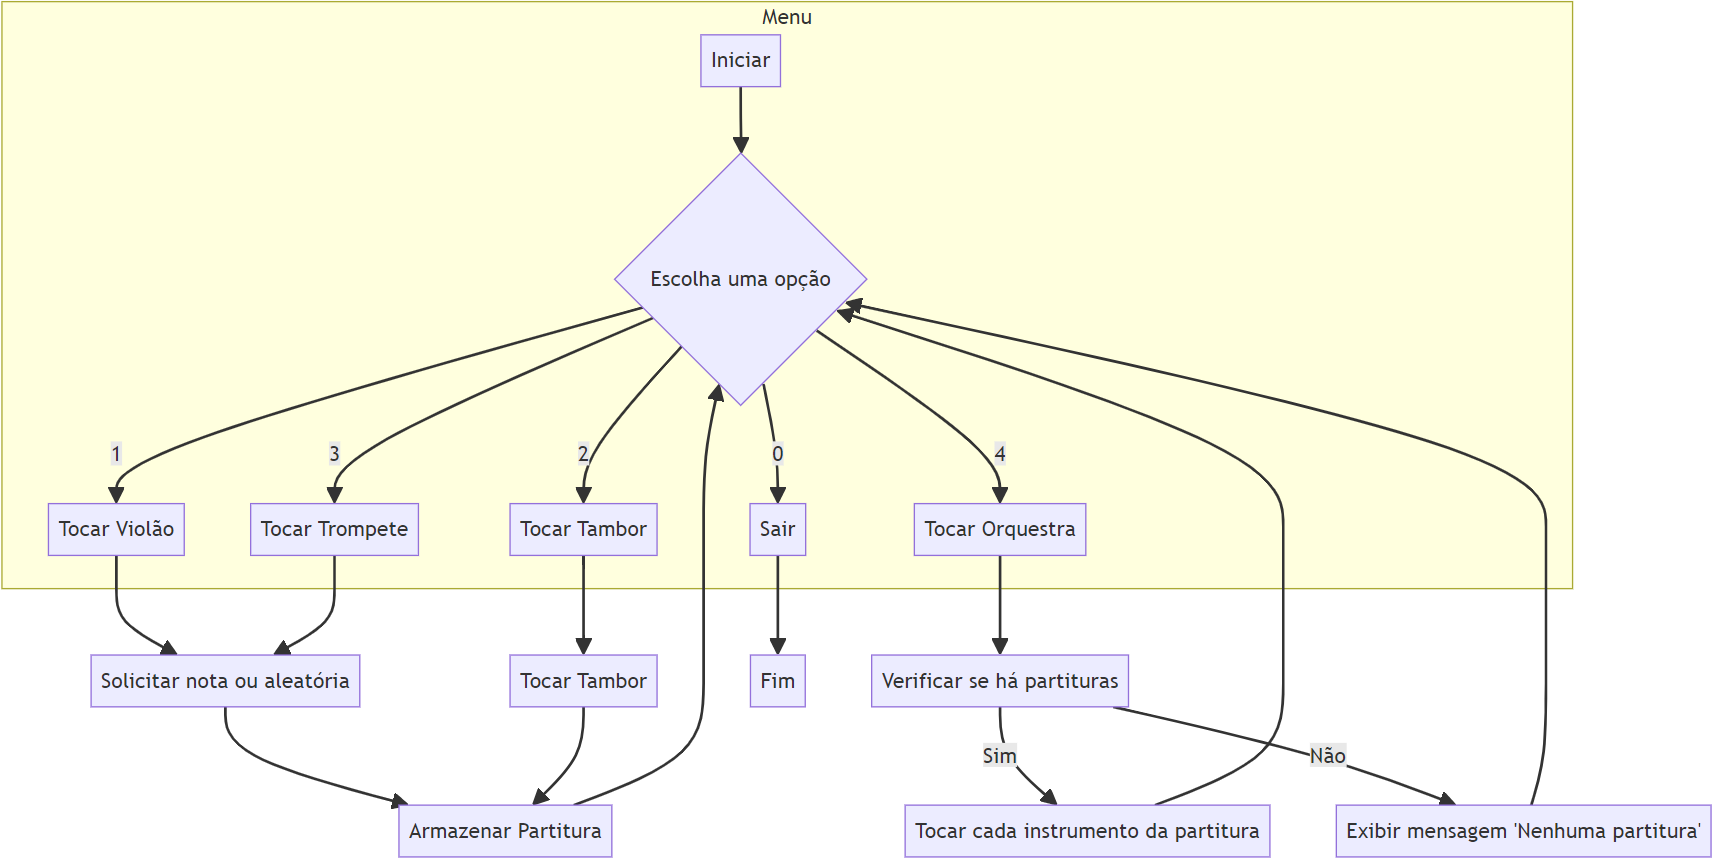 Menu
Iniciar
Escolha uma opção
1
3
2
0
4
Tocar Violão
Tocar Trompete
Tocar Tambor
Sair
Tocar Orquestra
Solicitar nota ou aleatória
Tocar Tambor
Fim
Verificar se há partituras
Sim
Não
Armazenar Partitura
Tocar cada instrumento da partitura
Exibir mensagem 'Nenhuma partitura'